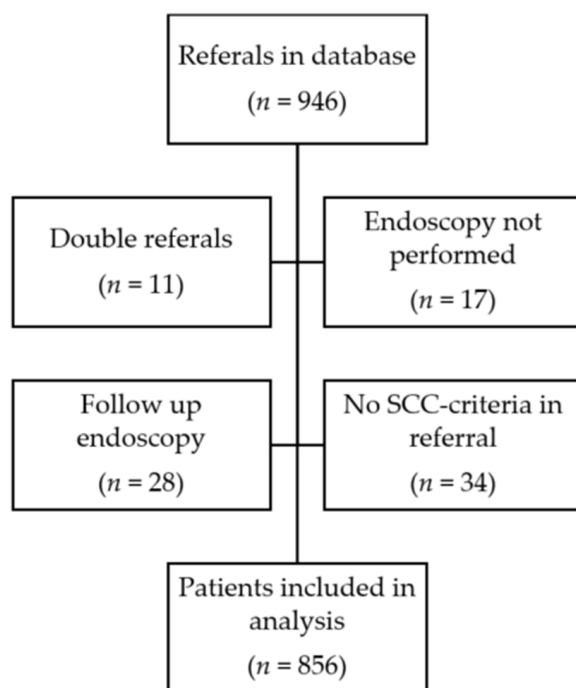 Referals in database
(n = 946)
Double referals
(n = 11)
Endoscopy not
performed
(n = 17)
Follow up
endoscopy
(n = 28)
No SCC-criteria in
referral
(n = 34)
Patients included in
analysis
(n = 856)